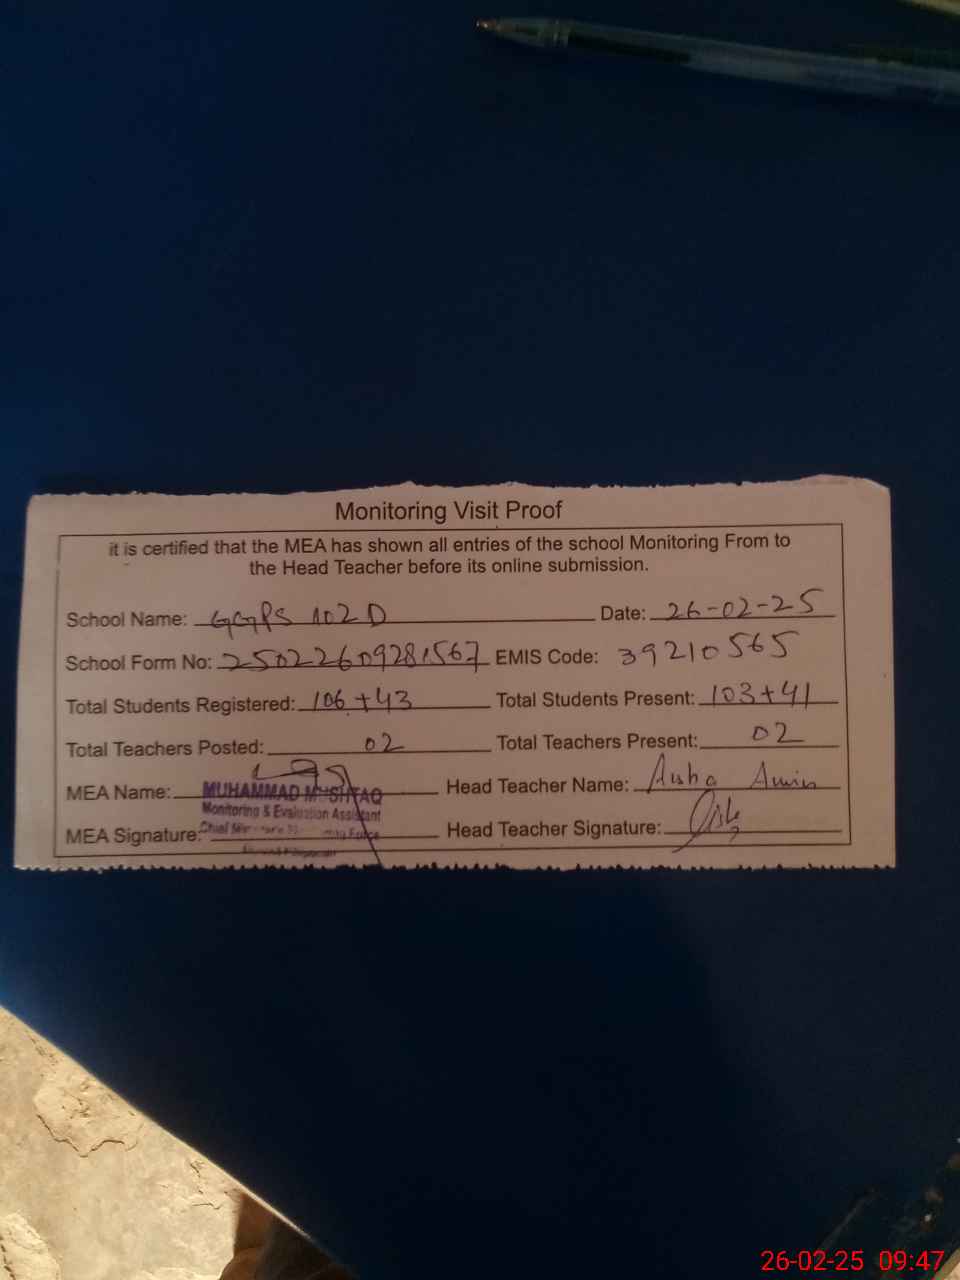 Monitoring Visit Proof
it is certified that the MEA has shown all entries of the school Monitoring From to
the Head Teacher before its online submission.
School Name: GGPS 102 D Date: 26-02-25
School Form No: 25022609281567 EMIS Code: 39210565
Total Students Registered: 106+43 Total Students Present: 103+41
Total Teachers Posted: 02 Total Teachers Present: 02
MEA Name: MUHAMMAD MUSHTAQ Head Teacher Name: Aisha Amin
Monitoring & Evaluation Assistant
MEA Signature: Chief Head Teacher Signature:
26-02-25 09:47